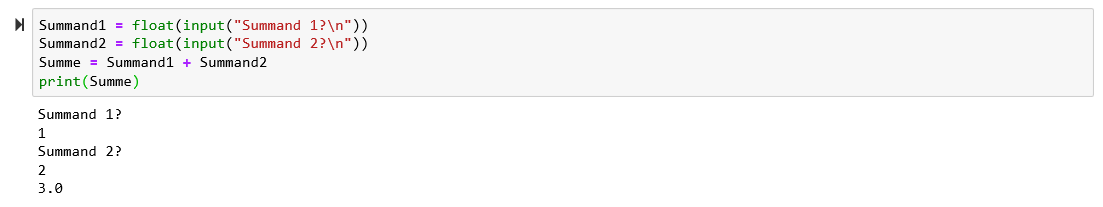 Summand1 = float(input("Summand 1?\n"))
Summand2 = float(input("Summand 2?\n"))
Summe = Summand1 + Summand2
print(Summe)
Summand 1?
1
Summand 2?
2
3.0